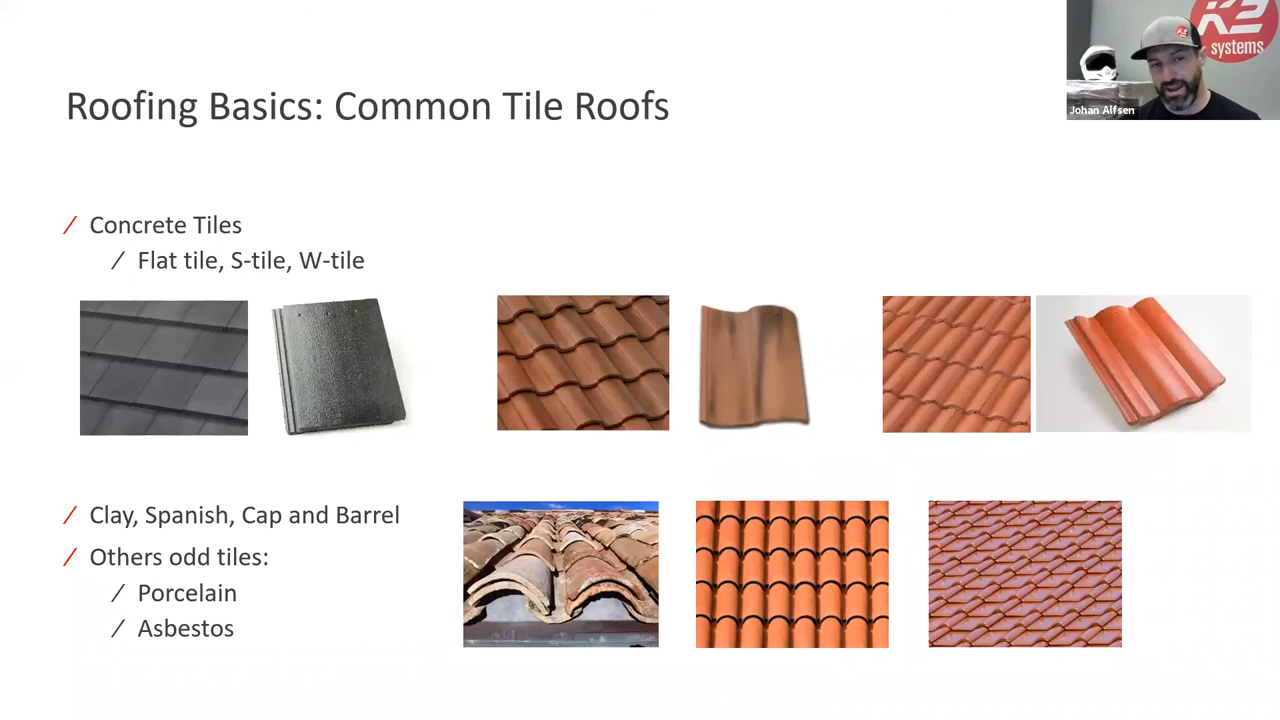 K2
systems
Johan Alfsen
Roofing Basics: Common Tile Roofs
Concrete Tiles
Flat tile, S-tile, W-tile
Clay, Spanish, Cap and Barrel
Others odd tiles:
Porcelain
Asbestos